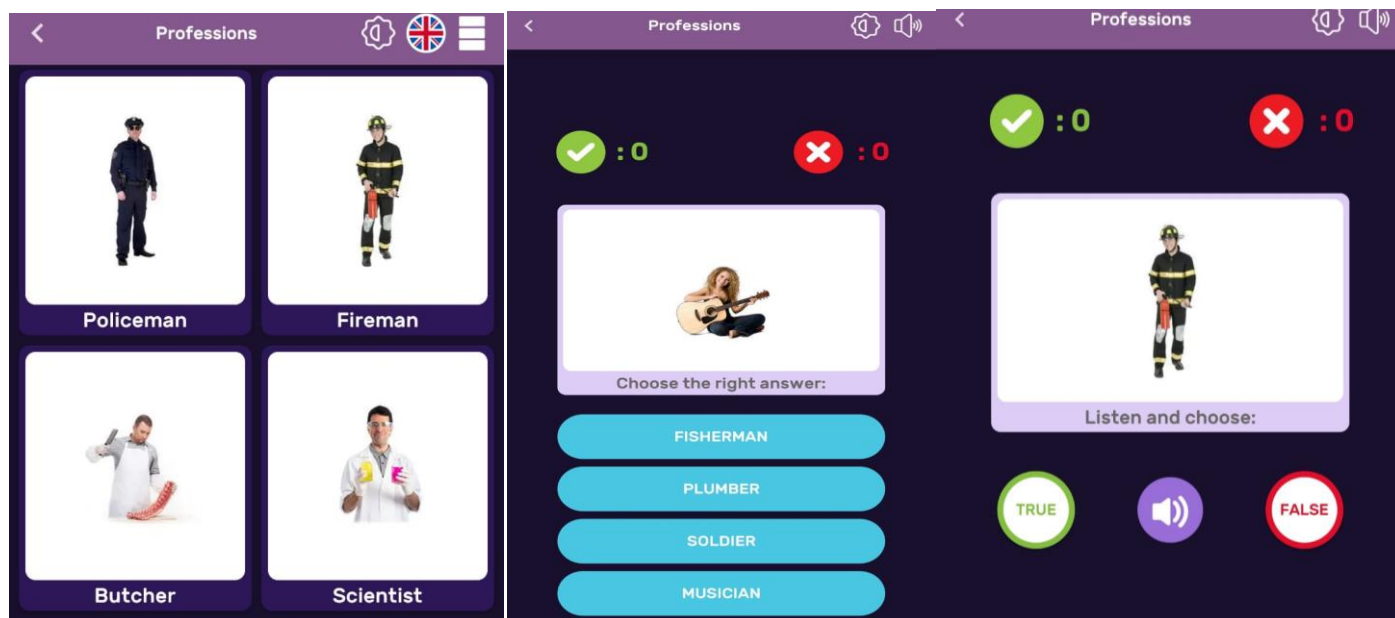 Professions
Policeman
Fireman
Butcher
Scientist
Professions
: 0
: 0
Choose the right answer:
FISHERMAN
PLUMBER
SOLDIER
MUSICIAN
Professions
: 0
: 0
Listen and choose:
TRUE
FALSE